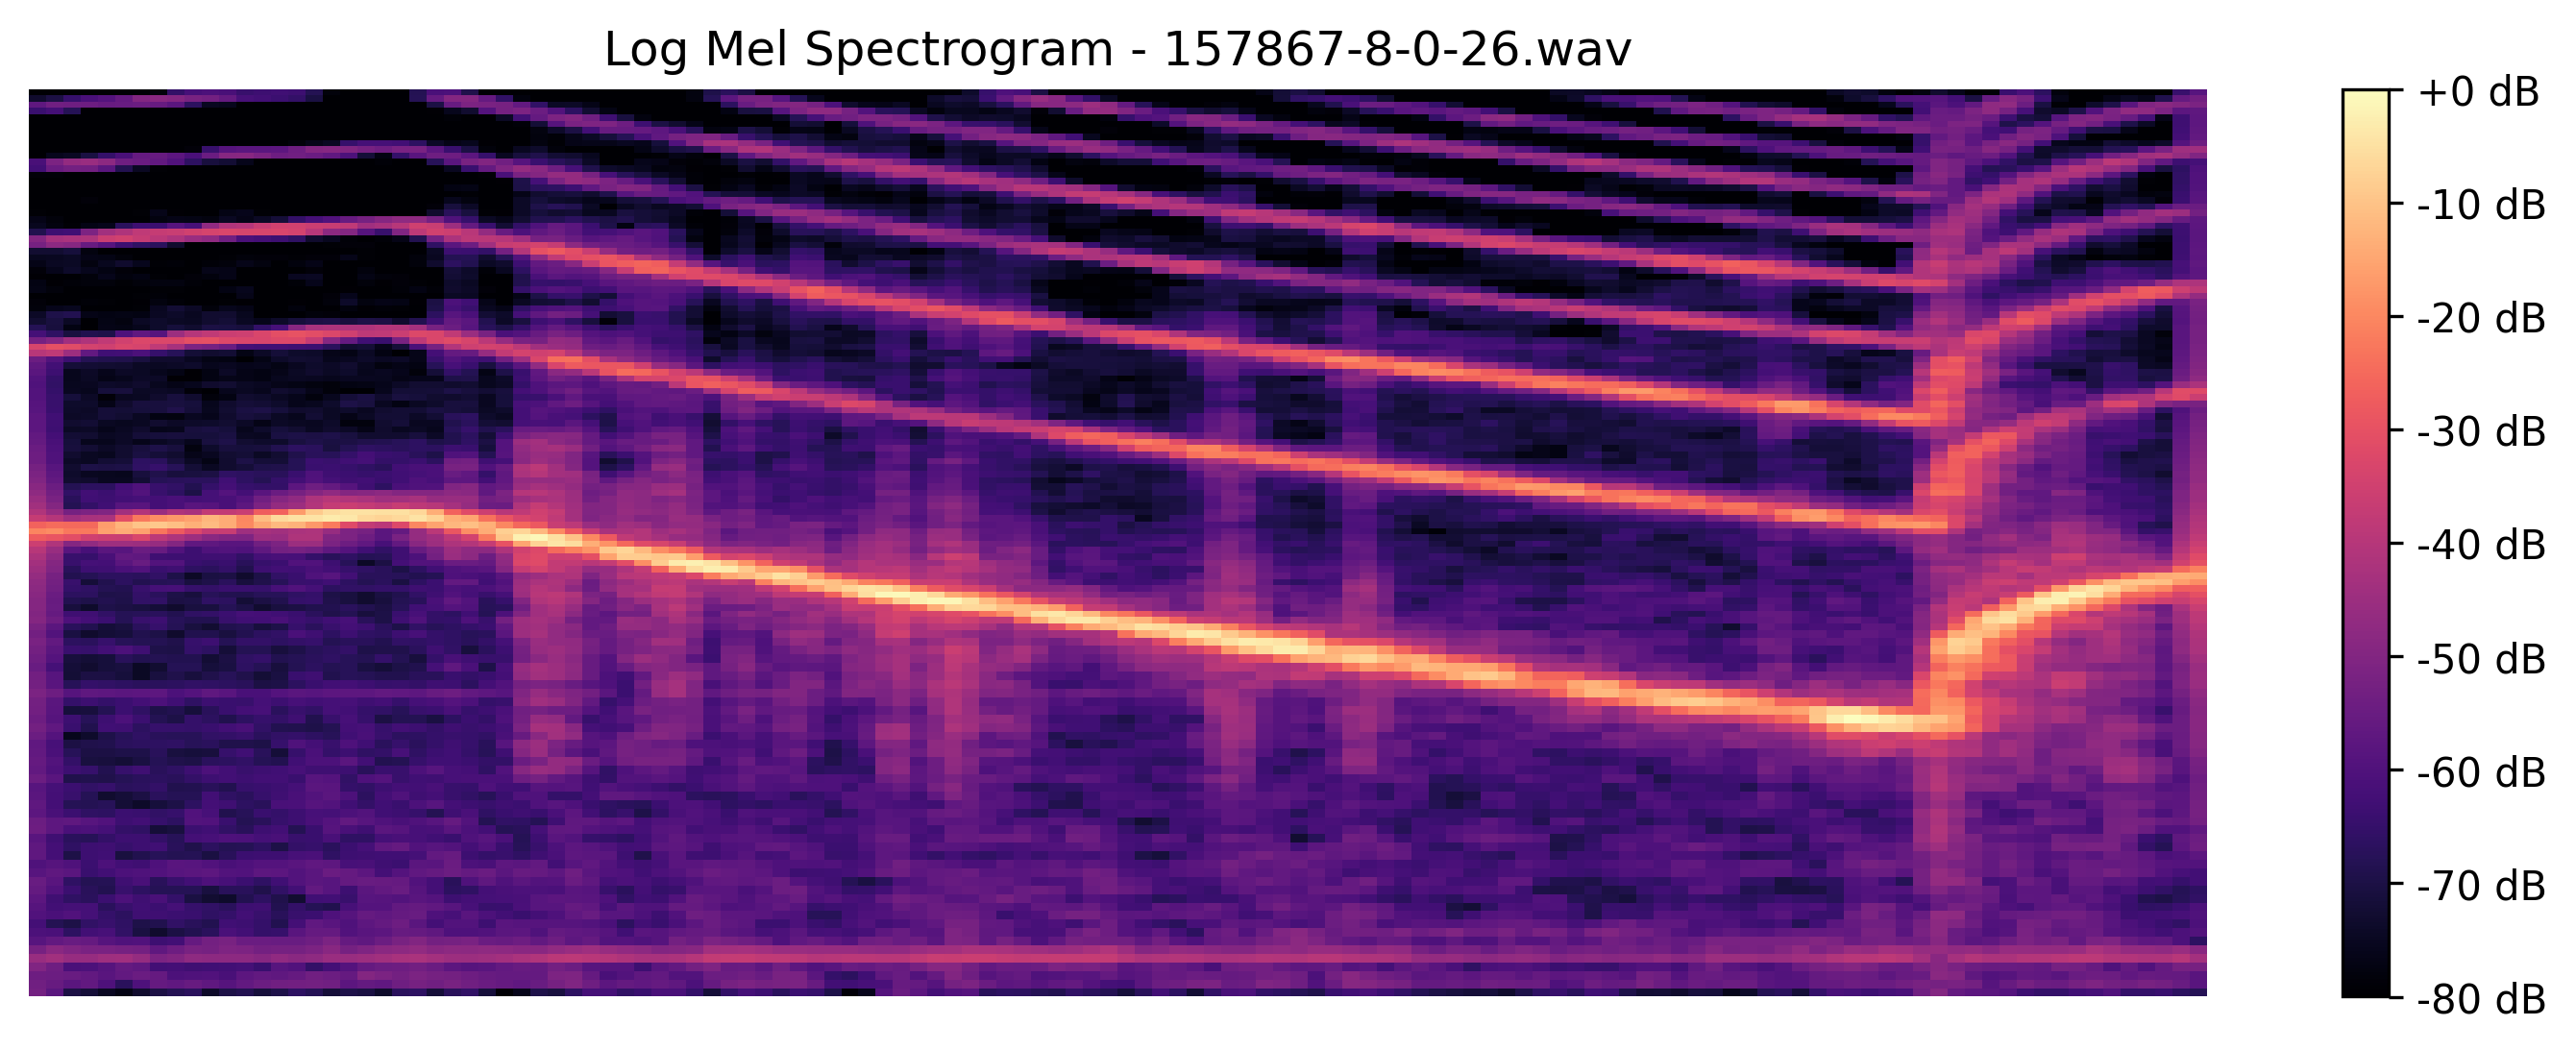 Log Mel Spectrogram - 157867-8-0-26.wav
+0 dB
-10 dB
-20 dB
-30 dB
-40 dB
-50 dB
-60 dB
-70 dB
-80 dB